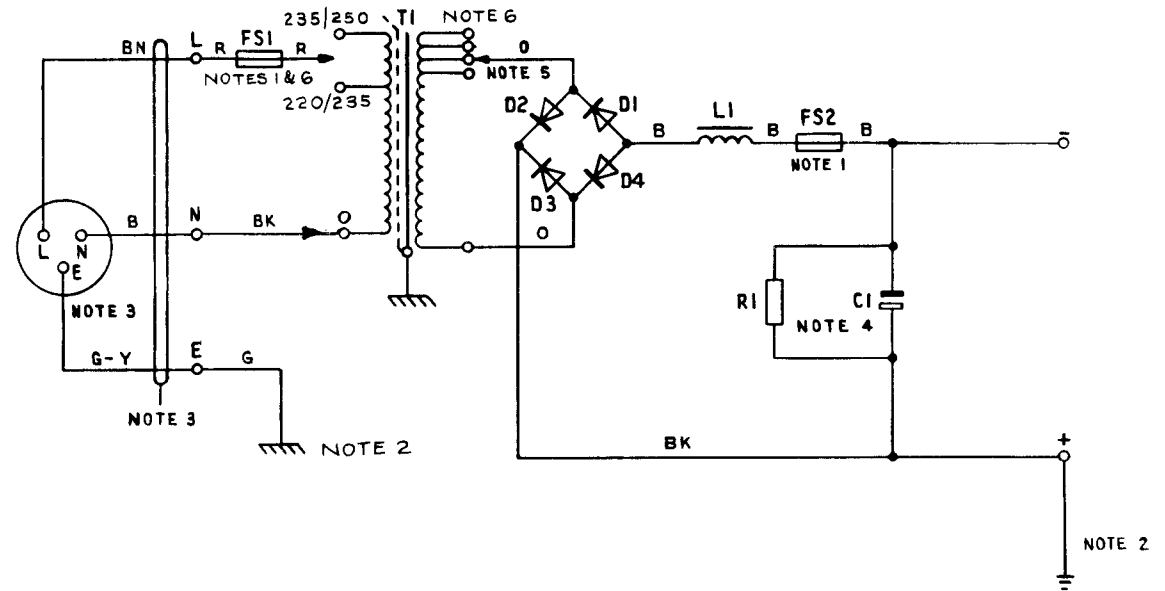 235/250
T1
NOTE 6
BN
L
R
FS1
R
O
NOTES 1 & 6
NOTE 5
220/235
D2
D1
B
L1
B
FS2
B
-
NOTE 1
D3
D4
L
N
E
B
N
BK
O
O
NOTE 3
R1
C1
NOTE 4
G-Y
E
G
NOTE 3
NOTE 2
BK
+
NOTE 2